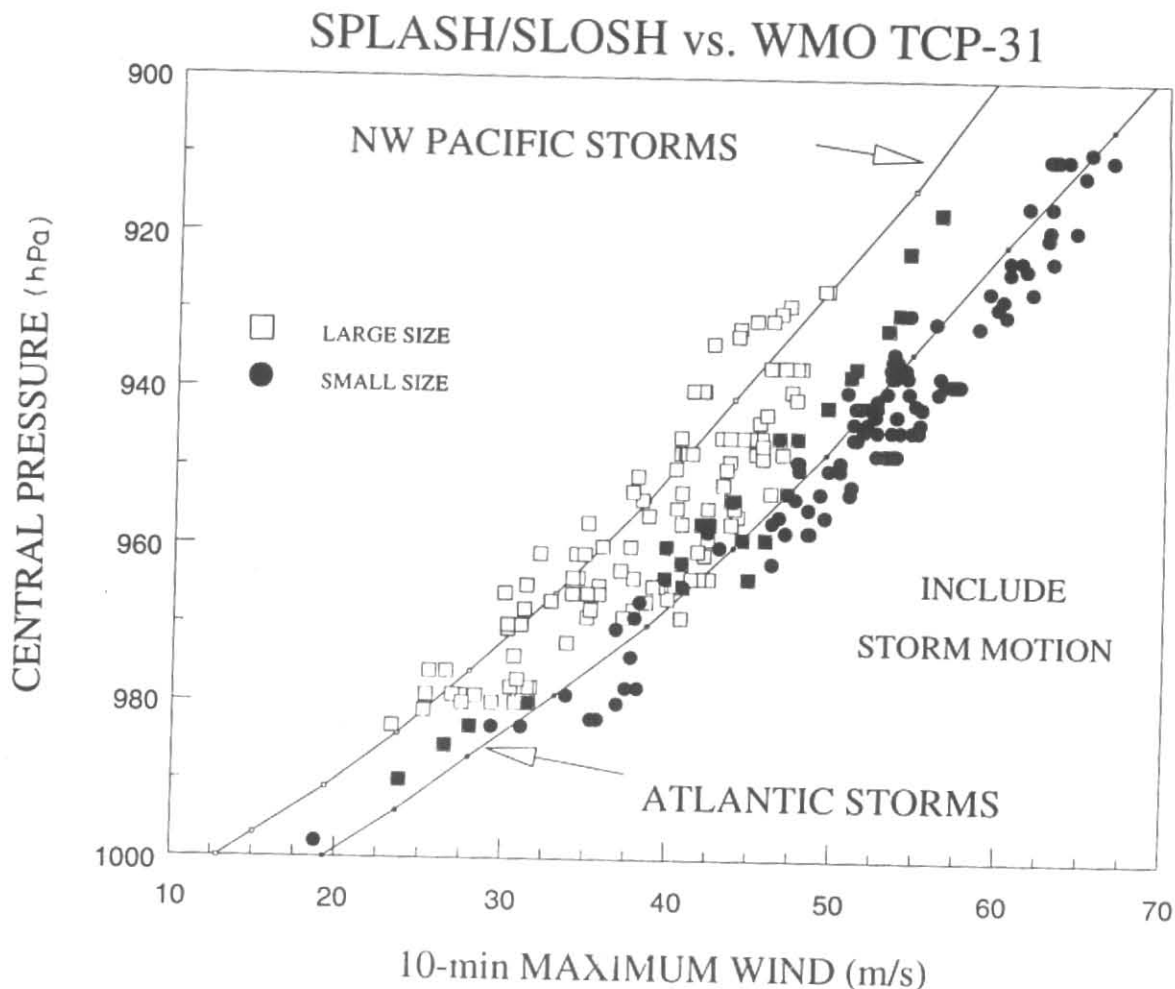 SPLASH/SLOSH vs. WMO TCP-31
900
920
940
960
980
1000
CENTRAL PRESSURE (hPa)
NW PACIFIC STORMS
LARGE SIZE
SMALL SIZE
INCLUDE
STORM MOTION
ATLANTIC STORMS
10 20 30 40 50 60 70
10-min MAXIMUM WIND (m/s)